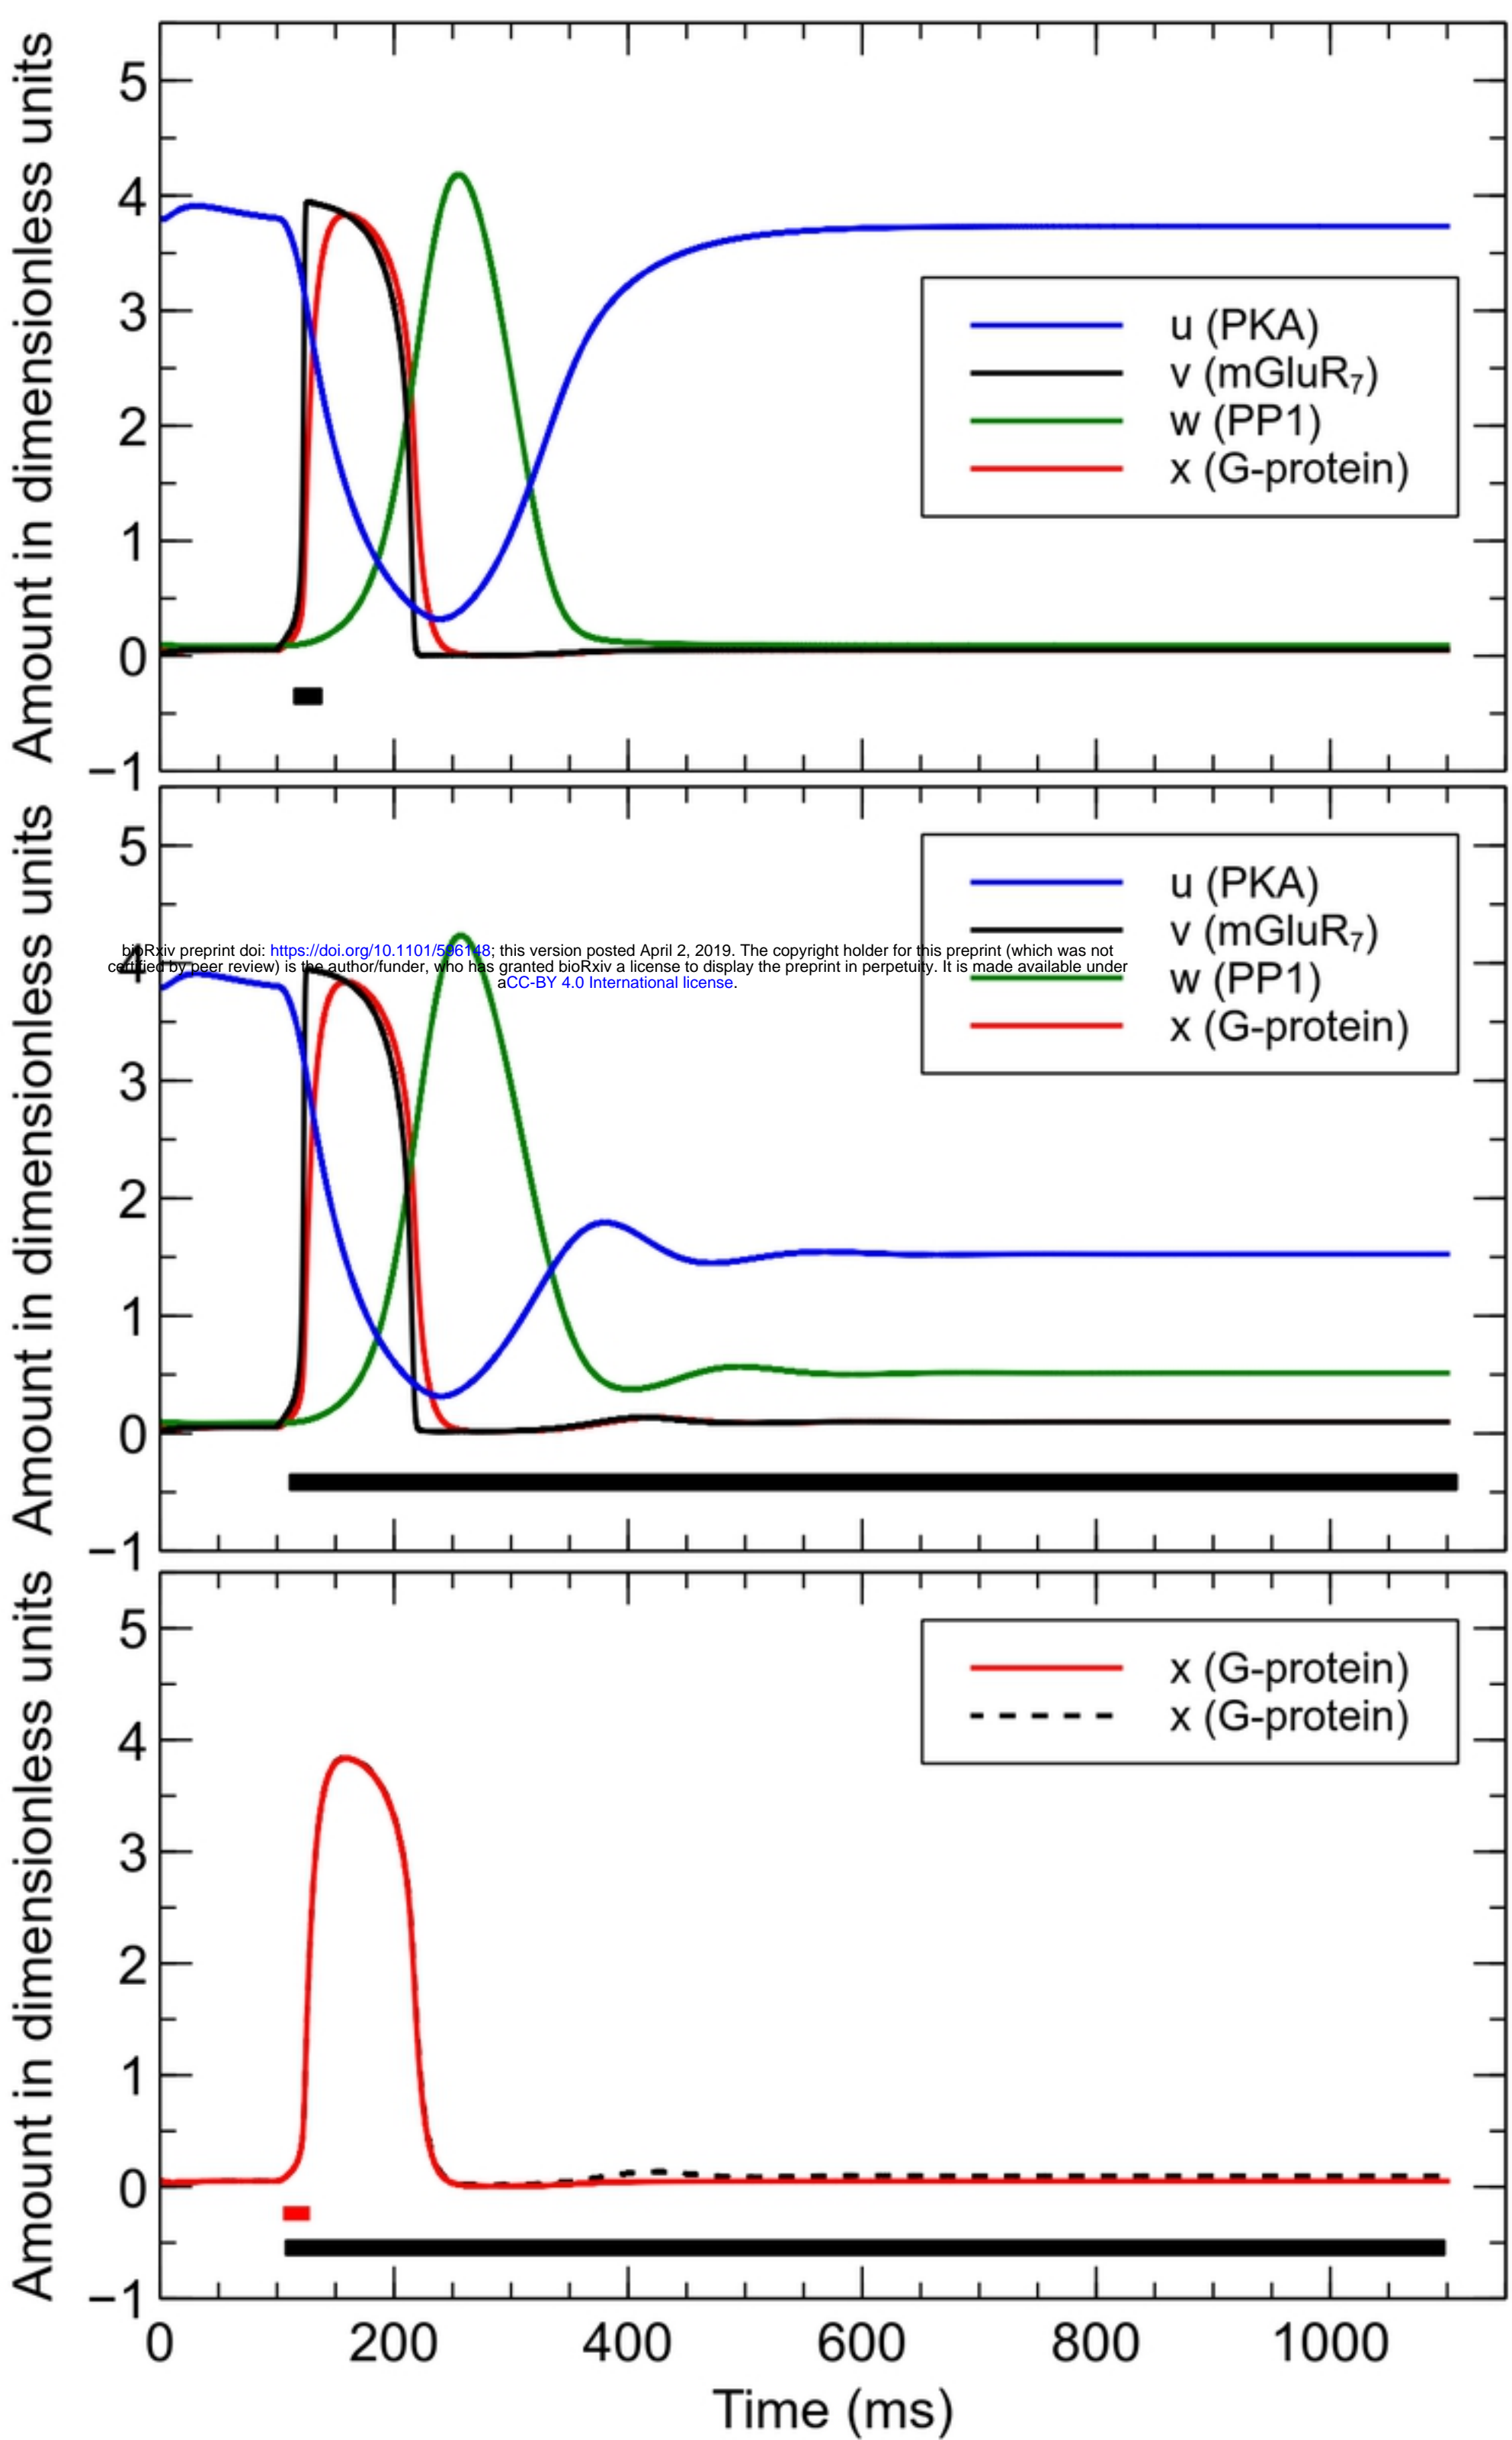 Amount in dimensionless units
5
4
3
2
1
0
−1
u (PKA)
v (mGluR₇)
w (PP1)
x (G-protein)
Amount in dimensionless units
5
4
3
2
1
0
−1
u (PKA)
v (mGluR₇)
w (PP1)
x (G-protein)
bioRxiv preprint doi: https://doi.org/10.1101/596148; this version posted April 2, 2019. The copyright holder for this preprint (which was not
certified by peer review) is the author/funder, who has granted bioRxiv a license to display the preprint in perpetuity. It is made available under
aCC-BY 4.0 International license.
Amount in dimensionless units
5
4
3
2
1
0
−1
x (G-protein)
x (G-protein)
0 200 400 600 800 1000
Time (ms)